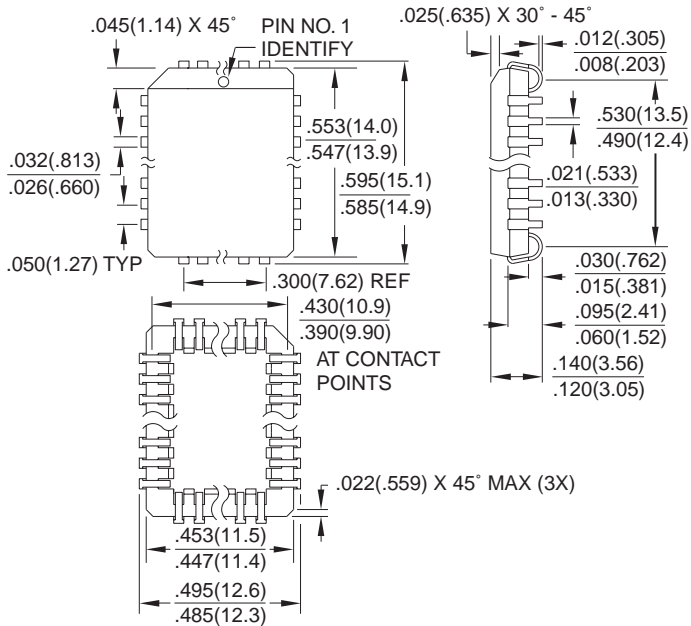 .045(1.14) X 45˚
PIN NO. 1
IDENTIFY
.025(.635) X 30˚ - 45˚
.012(.305)
.008(.203)
.553(14.0)
.547(13.9)
.530(13.5)
.490(12.4)
.032(.813)
.026(.660)
.595(15.1)
.585(14.9)
.021(.533)
.013(.330)
.050(1.27) TYP
.300(7.62) REF
.030(.762)
.015(.381)
.430(10.9)
.390(9.90)
AT CONTACT
POINTS
.095(2.41)
.060(1.52)
.140(3.56)
.120(3.05)
.022(.559) X 45˚ MAX (3X)
.453(11.5)
.447(11.4)
.495(12.6)
.485(12.3)